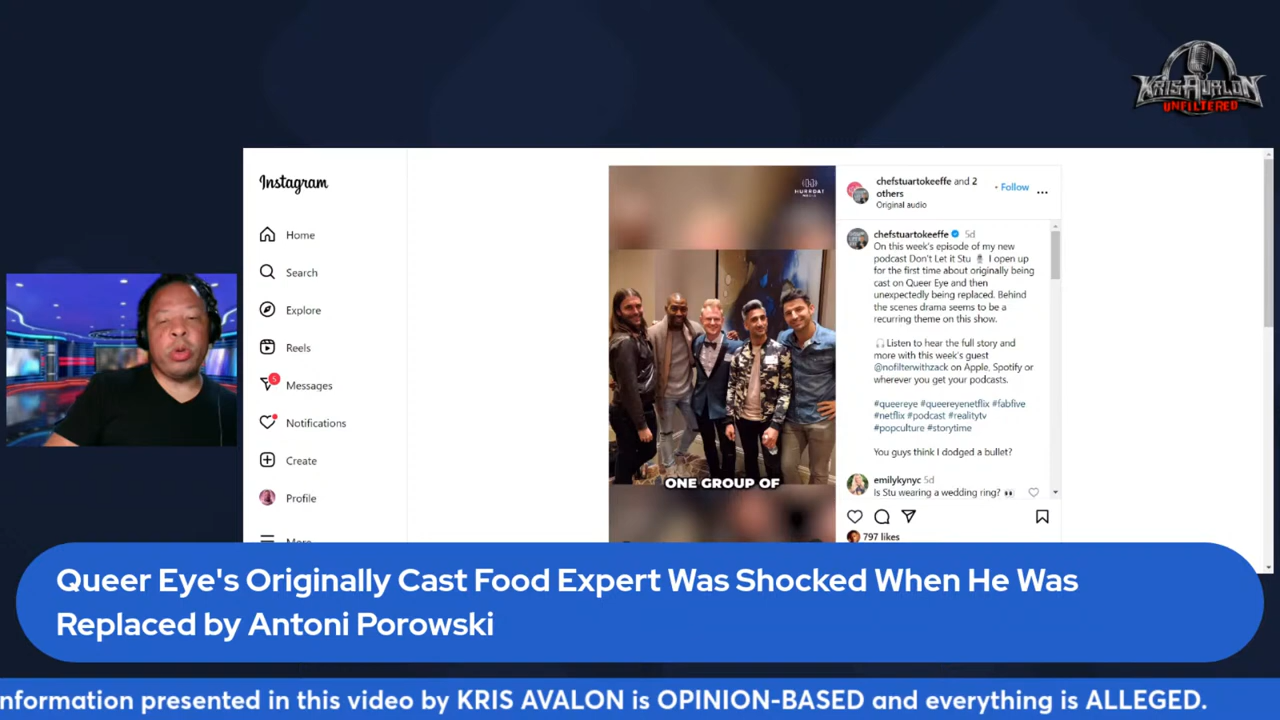 KRIS AVALON
UNFILTERED
Instagram
Home
Search
Explore
Reels
5
Messages
Notifications
Create
Profile
HURRDAT
MEDIA
ONE GROUP OF
chefstuartokeeffe and 2
others
Original audio
• Follow
chefstuartokeeffe 5d
On this week's episode of my new
podcast Don't Let it Stu 🎙️ I open up
for the first time about originally being
cast on Queer Eye and then
unexpectedly being replaced. Behind
the scenes drama seems to be a
recurring theme on this show.
🎧Listen to hear the full story and
more with this week's guest
@nofilterwithzack on Apple, Spotify or
wherever you get your podcasts.
#queereye #queereyenetflix #fabfive
#netflix #podcast #realitytv
#popculture #storytime
You guys think I dodged a bullet?
emilykynyc 5d
Is Stu wearing a wedding ring? 👀
797 likes
Queer Eye's Originally Cast Food Expert Was Shocked When He Was
Replaced by Antoni Porowski
nformation presented in this video by KRIS AVALON is OPINION-BASED and everything is ALLEGED.